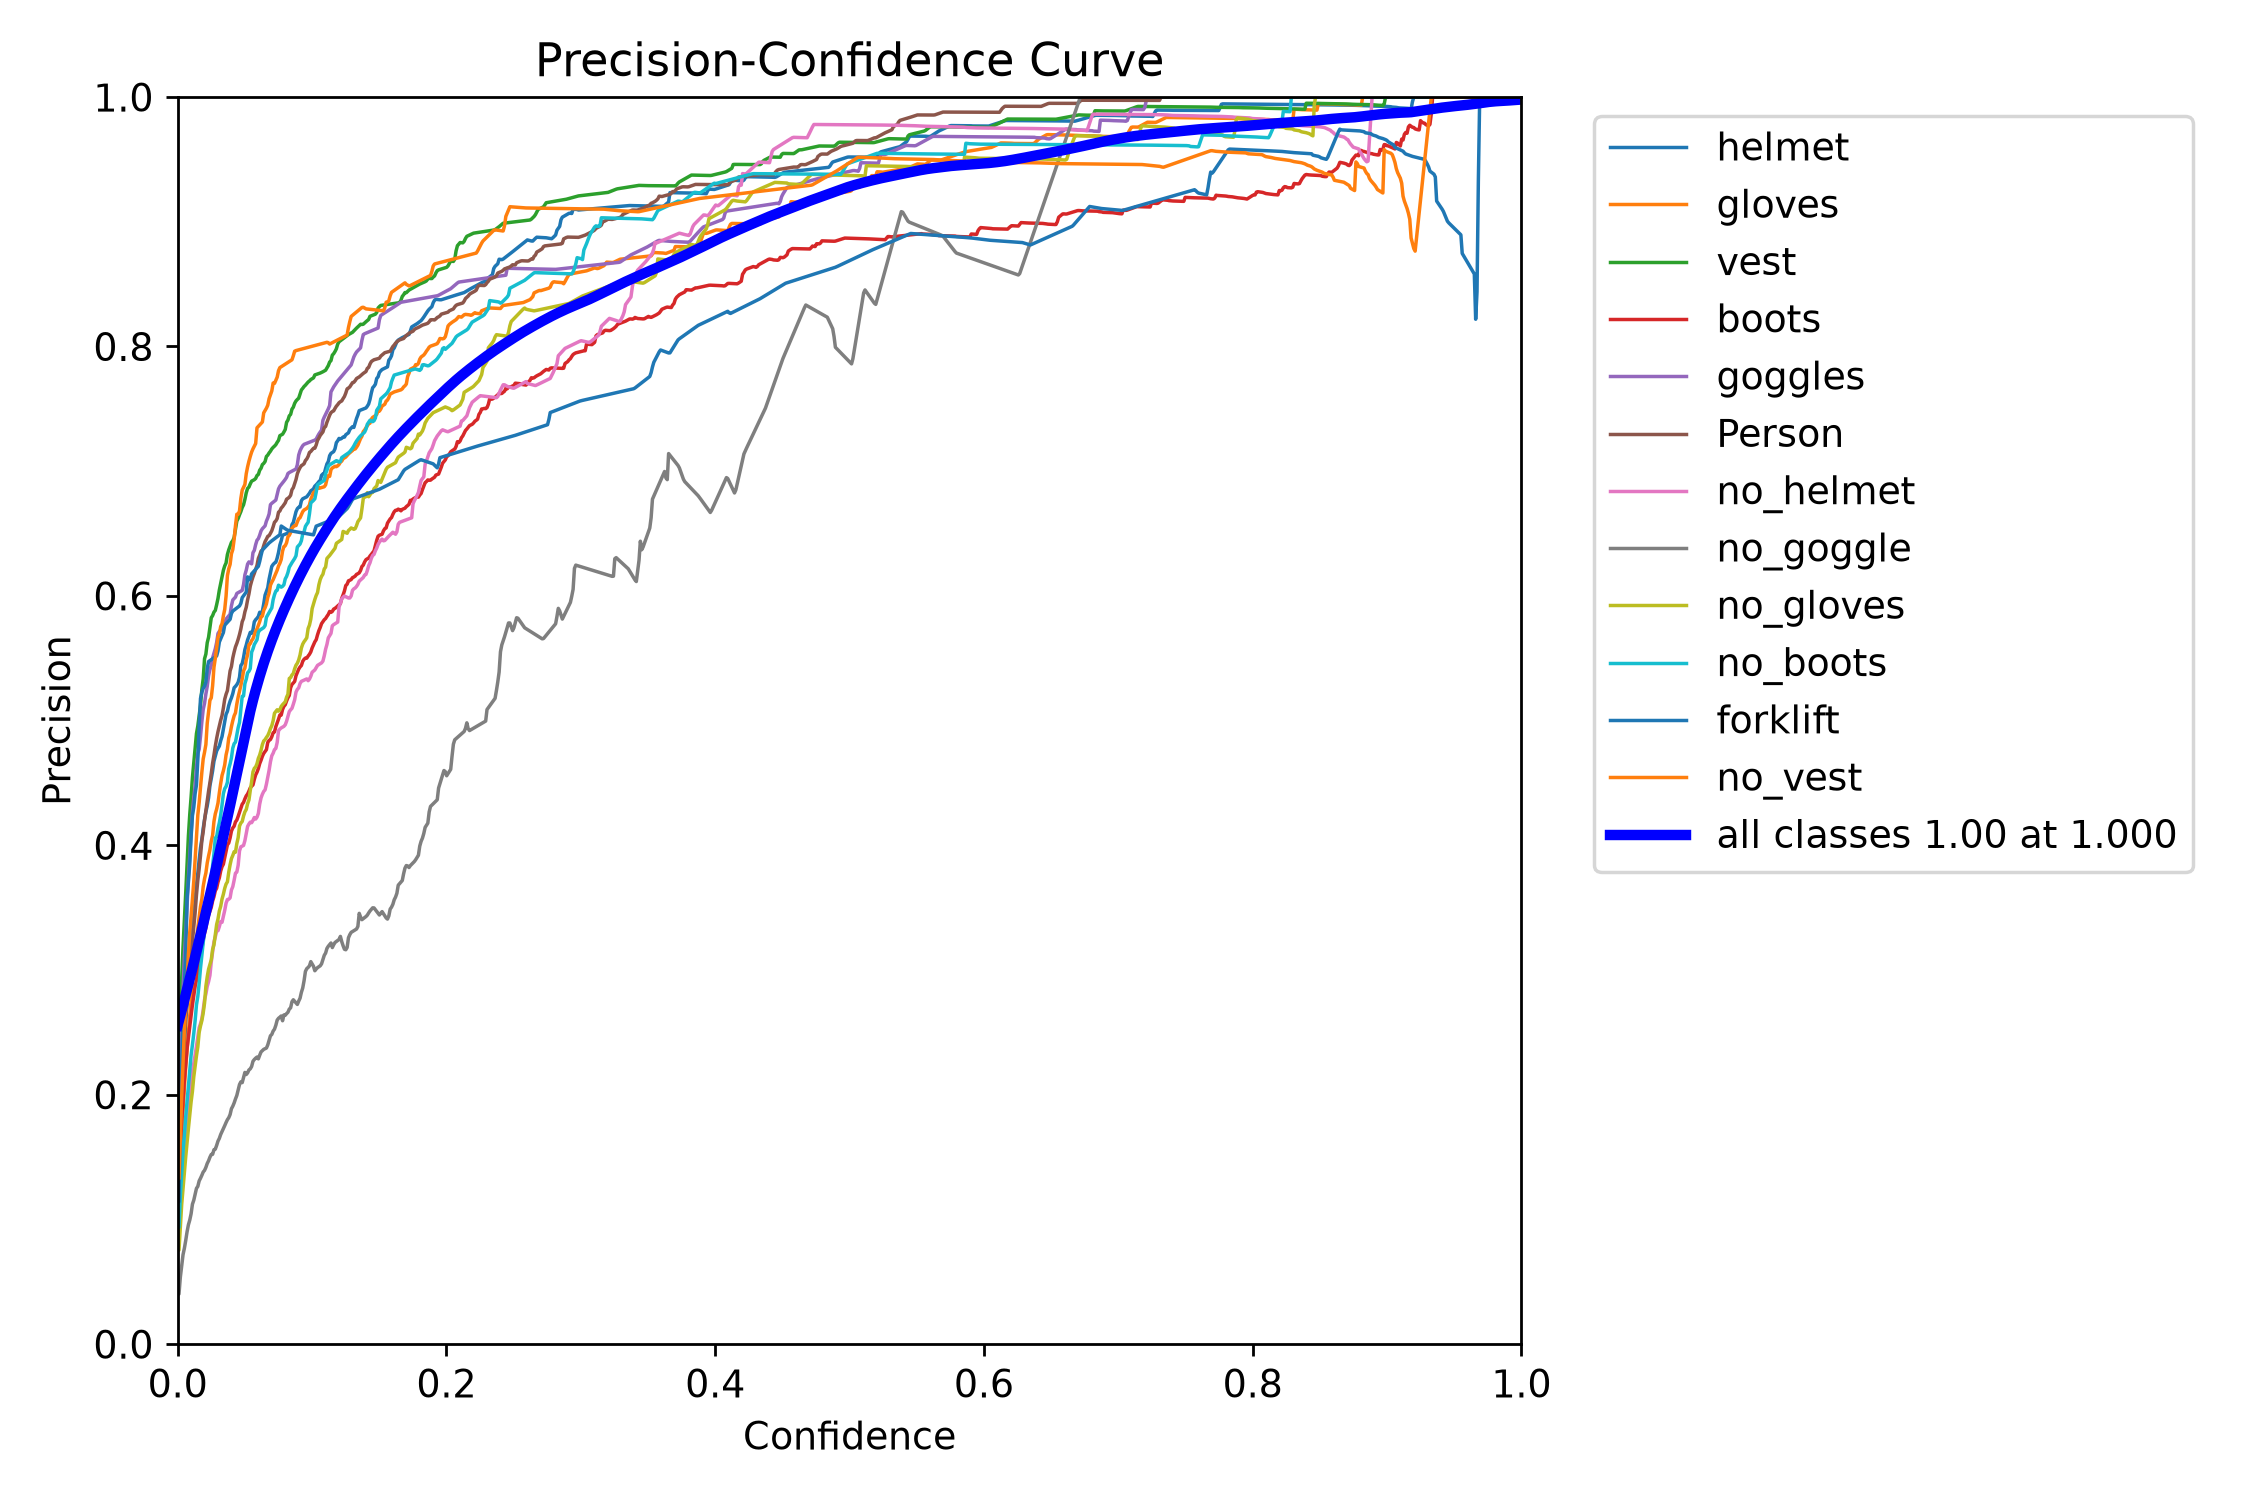 Precision-Confidence Curve
1.0
0.8
0.6
0.4
0.2
0.0
Precision
0.0 0.2 0.4 0.6 0.8 1.0
Confidence
helmet
gloves
vest
boots
goggles
Person
no_helmet
no_goggle
no_gloves
no_boots
forklift
no_vest
all classes 1.00 at 1.000